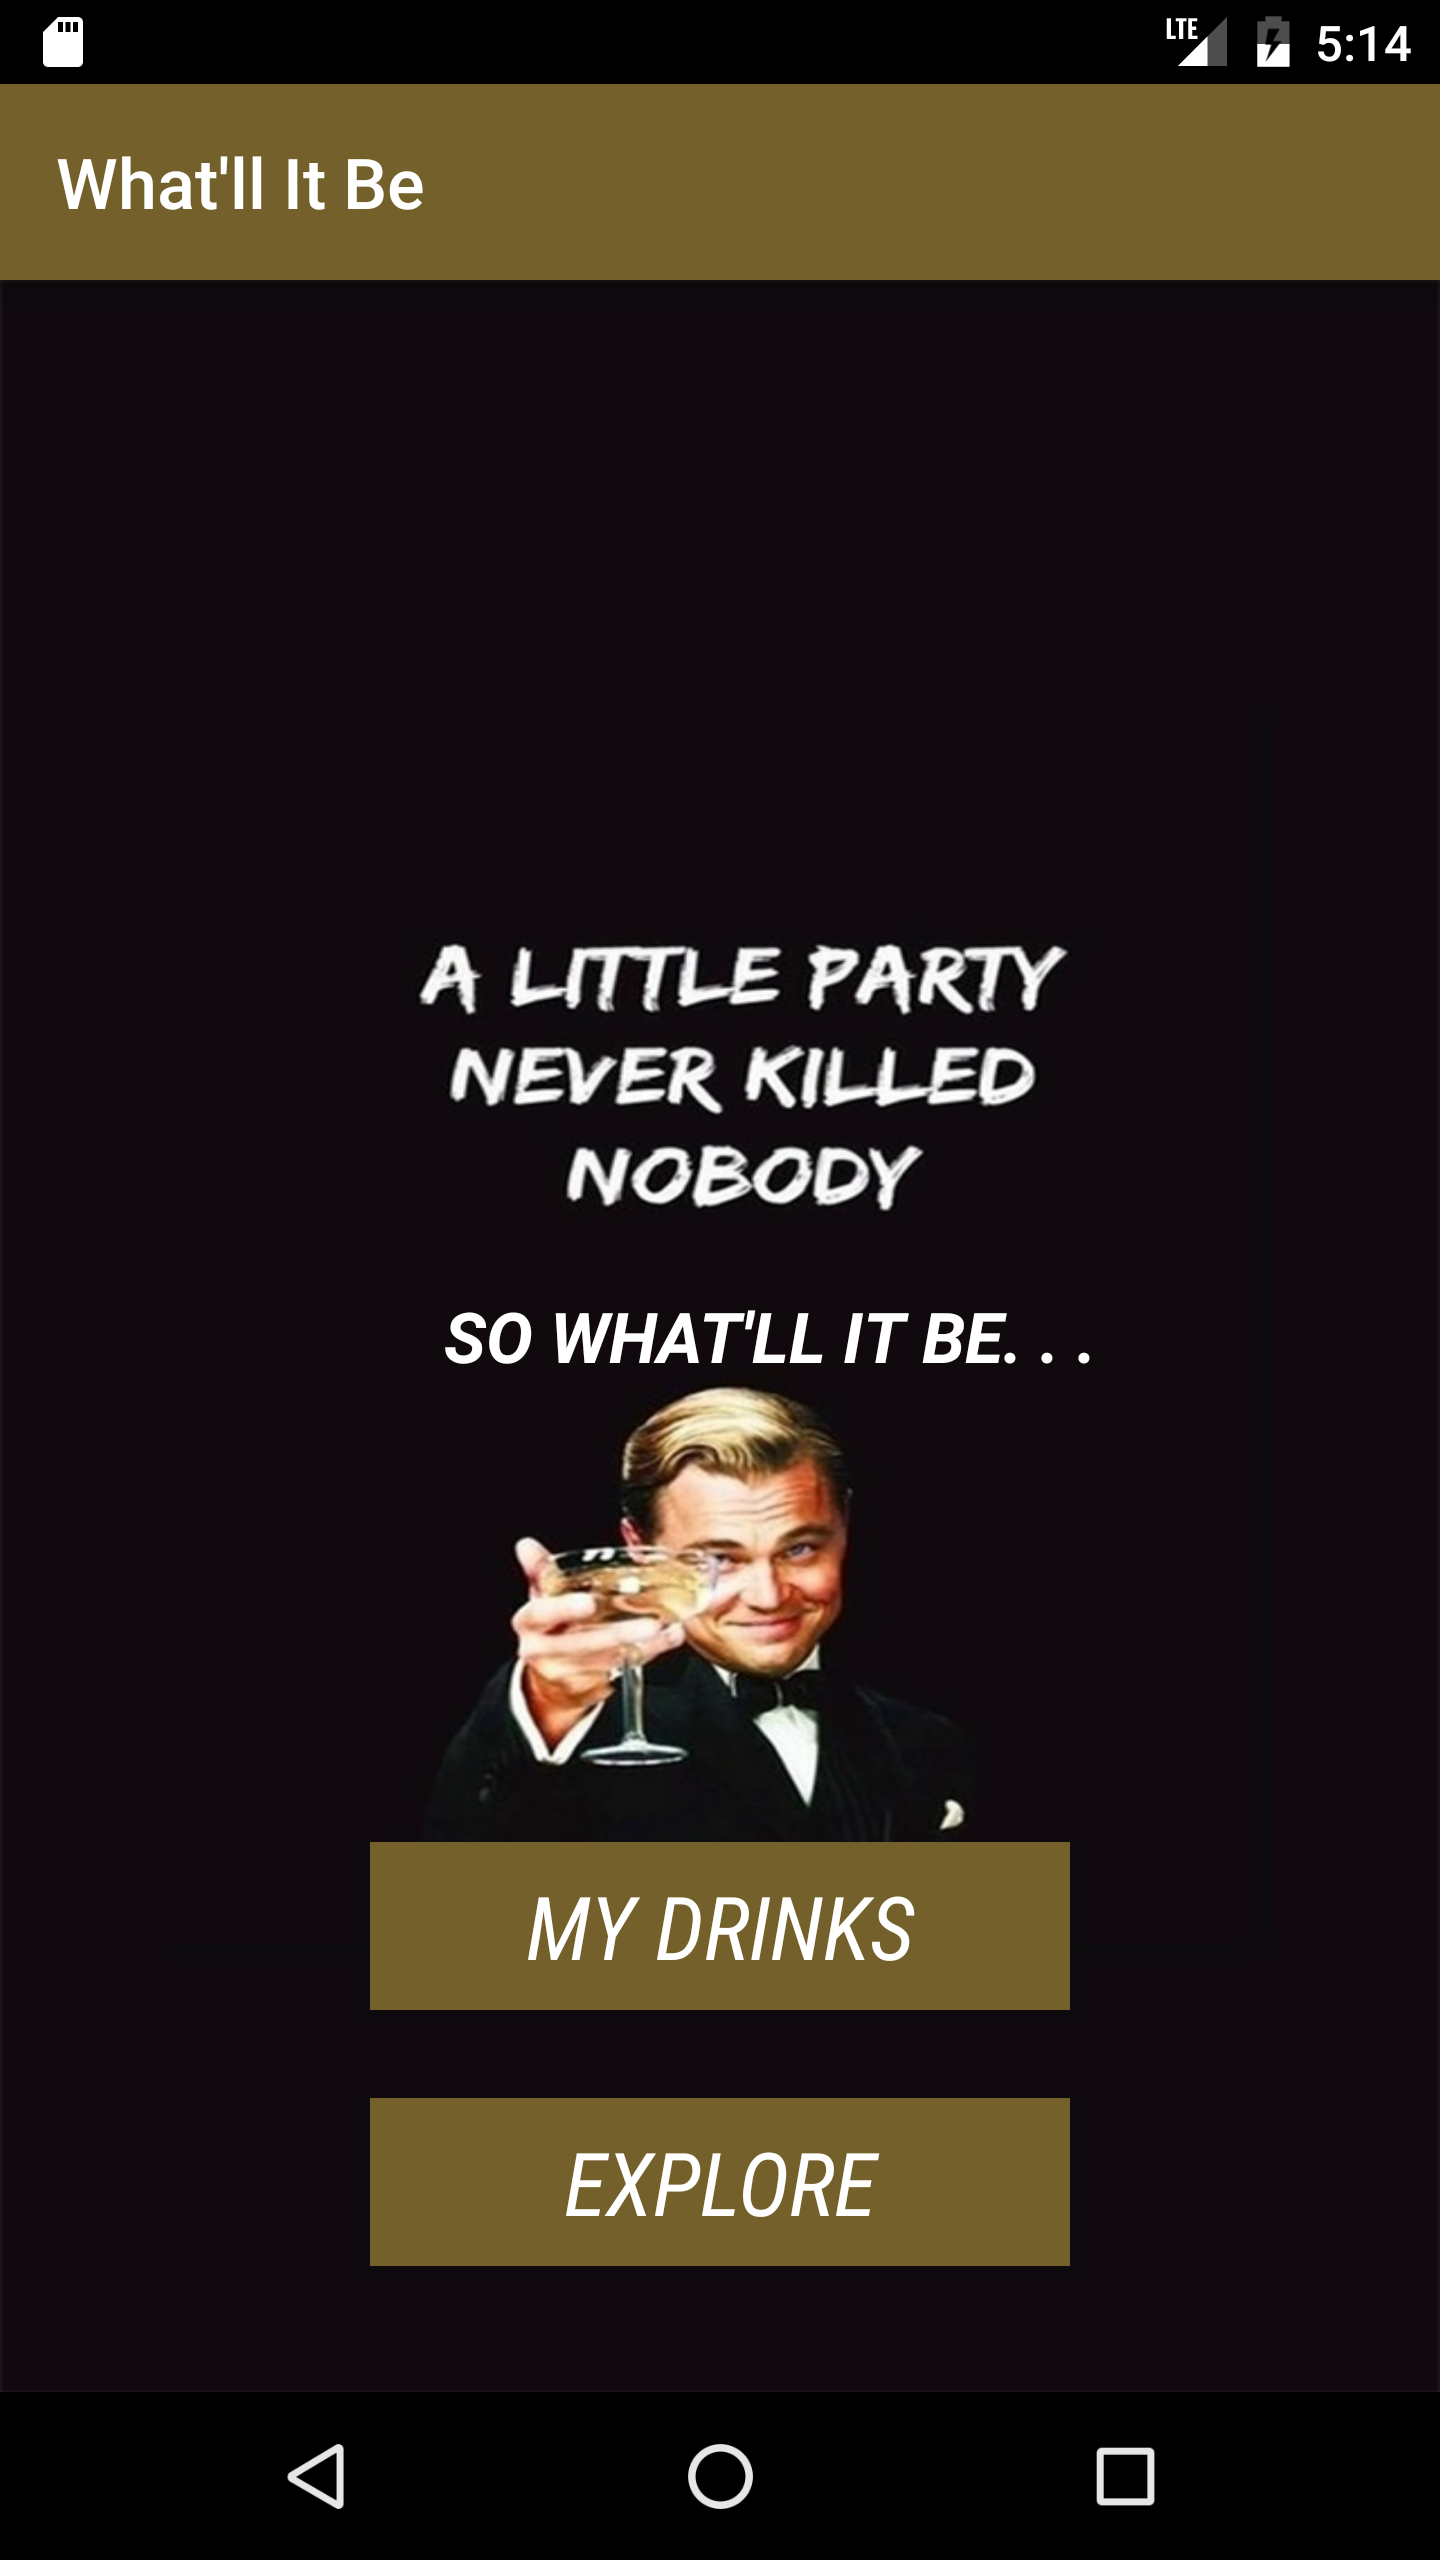 LTE 5:14
What'll It Be
A LITTLE PARTY
NEVER KILLED
NOBODY
SO WHAT'LL IT BE. . .
MY DRINKS
EXPLORE